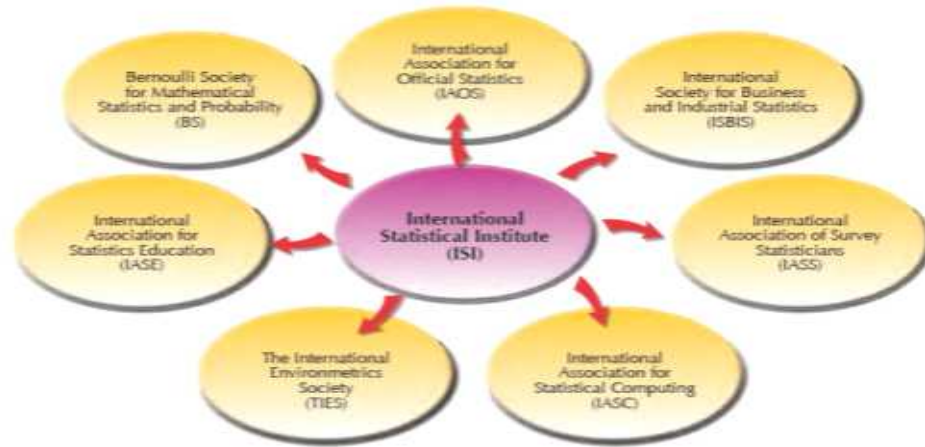 International
Association for
Official Statistics
(IAOS)
Bernoulli Society
for Mathematical
Statistics and Probability
(BS)
International
Society for Business
and Industrial Statistics
(ISBIS)
International
Statistical Institute
(ISI)
International
Association for
Statistics Education
(IASE)
International
Association of Survey
Statisticians
(IASS)
The International
Environmetrics
Society
(TIES)
International
Association for
Statistical Computing
(IASC)